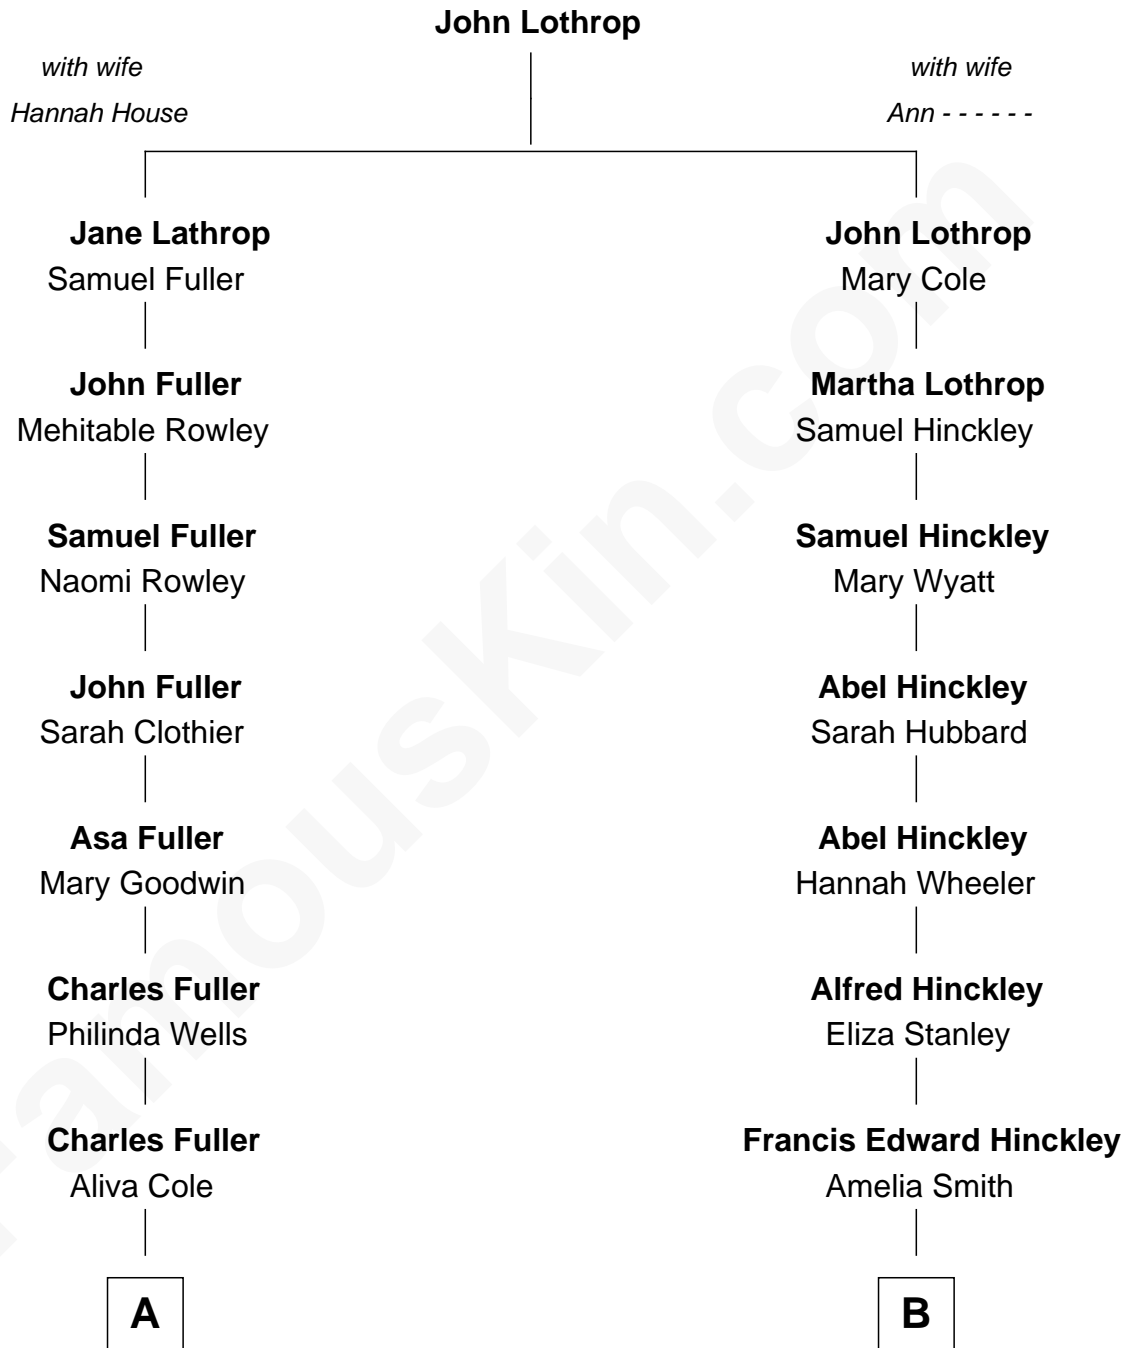 John Lothrop
with wife
Hannah House
with wife
Ann - - - - - -
Jane Lathrop
Samuel Fuller
John Lothrop
Mary Cole
John Fuller
Mehitable Rowley
Martha Lothrop
Samuel Hinckley
Samuel Fuller
Naomi Rowley
Samuel Hinckley
Mary Wyatt
John Fuller
Sarah Clothier
Abel Hinckley
Sarah Hubbard
Asa Fuller
Mary Goodwin
Abel Hinckley
Hannah Wheeler
Charles Fuller
Philinda Wells
Alfred Hinckley
Eliza Stanley
Charles Fuller
Aliva Cole
Francis Edward Hinckley
Amelia Smith
A
B
FamousKin.com